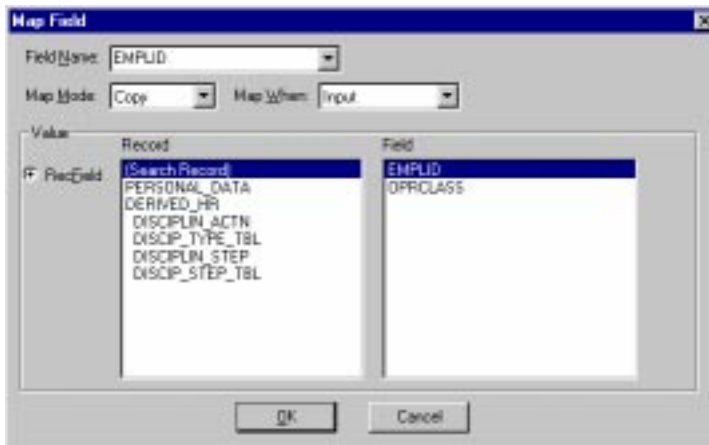 Map Field
Field Name: EMPLID
Map Mode: Copy Map When: Input
Value
Record Field
RecField (Search Record) EMPLID
PERSONAL_DATA OPRCLASS
DERIVED_HR
DISCIPLIN_ACTN
DISCIP_TYPE_TBL
DISCIPLIN_STEP
DISCIP_STEP_TBL
OK Cancel